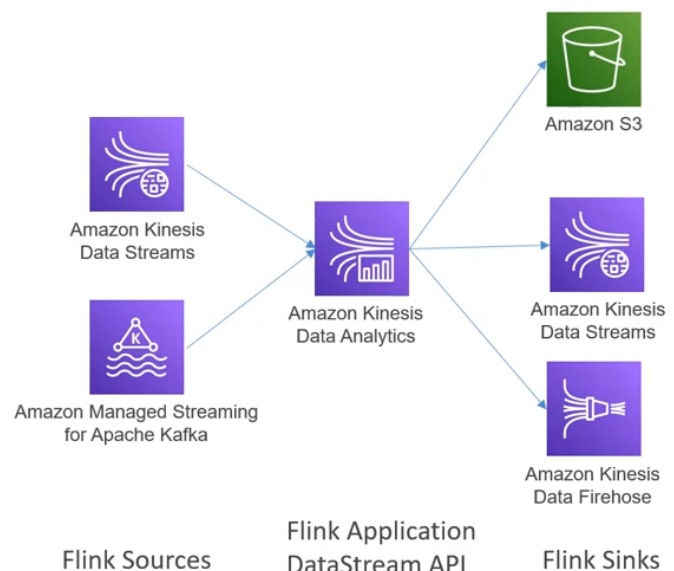 Amazon S3
Amazon Kinesis
Data Streams
Amazon Kinesis
Data Analytics
Amazon Kinesis
Data Streams
K
Amazon Managed Streaming
for Apache Kafka
Amazon Kinesis
Data Firehose
Flink Sources
Flink Application
DataStream API
Flink Sinks